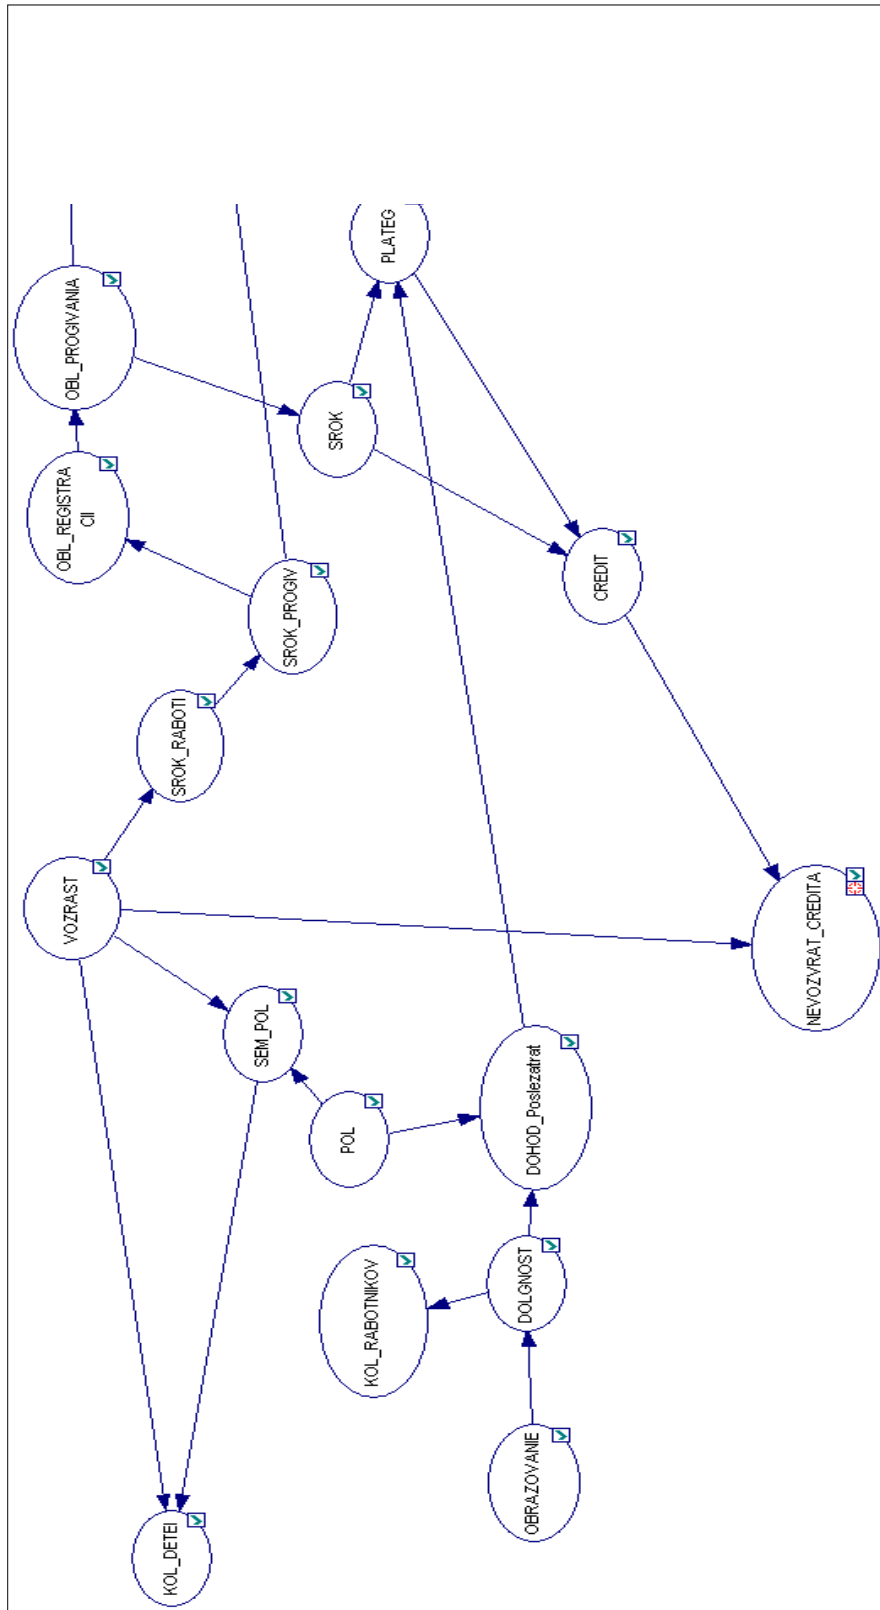 KOL_DETEI
OBRAZOVANIE
KOL_RABOTNIKOV
DOLGNOST
POL
DOHOD_Poslezatrat
SEM_POL
VOZRAST
NEVOZVRAT_CREDITA
SROK_RABOTI
SROK_PROGIV
CREDIT
OBL_REGISTRA
CII
SROK
OBL_PROGIVANIA
PLATEG